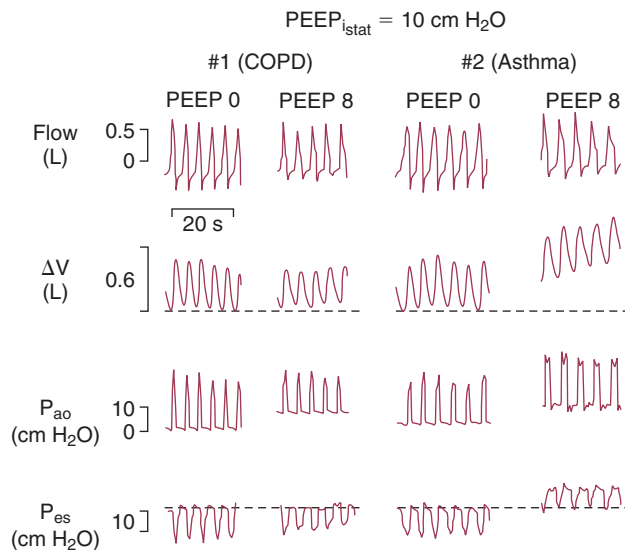 PEEPistat = 10 cm H2O
#1 (COPD) #2 (Asthma)
PEEP 0 PEEP 8 PEEP 0 PEEP 8
Flow (L) 0.5 0
20 s
ΔV (L) 0.6
Pao (cm H2O) 10 0
Pes (cm H2O) 10